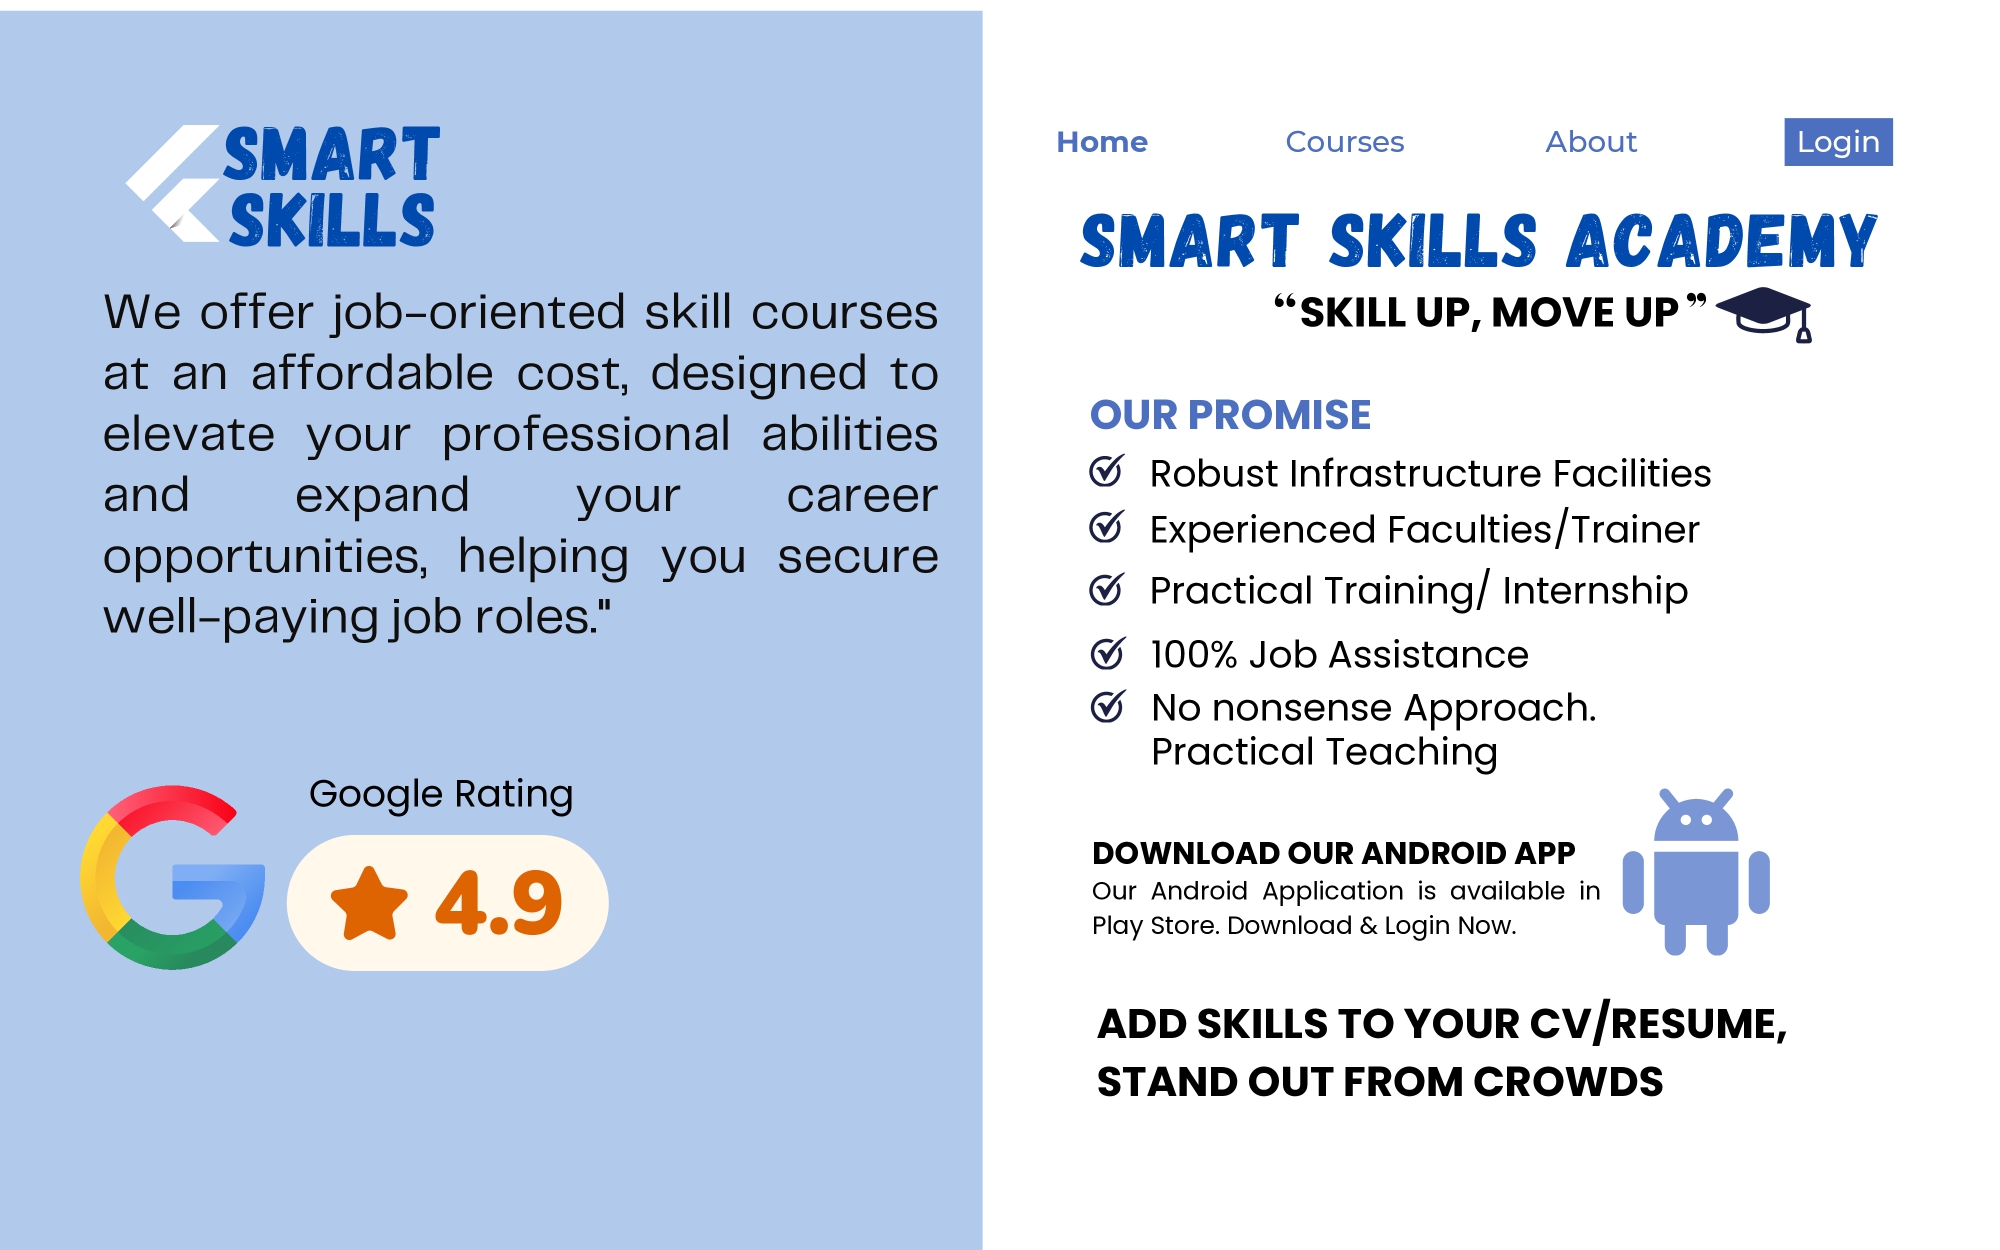 SMART
SKILLS
We offer job-oriented skill courses
at an affordable cost, designed to
elevate your professional abilities
and expand your career
opportunities, helping you secure
well-paying job roles."
Google Rating
4.9
Home Courses About Login
SMART SKILLS ACADEMY
“SKILL UP, MOVE UP”
OUR PROMISE
Robust Infrastructure Facilities
Experienced Faculties/Trainer
Practical Training/ Internship
100% Job Assistance
No nonsense Approach.
Practical Teaching
DOWNLOAD OUR ANDROID APP
Our Android Application is available in
Play Store. Download & Login Now.
ADD SKILLS TO YOUR CV/RESUME,
STAND OUT FROM CROWDS